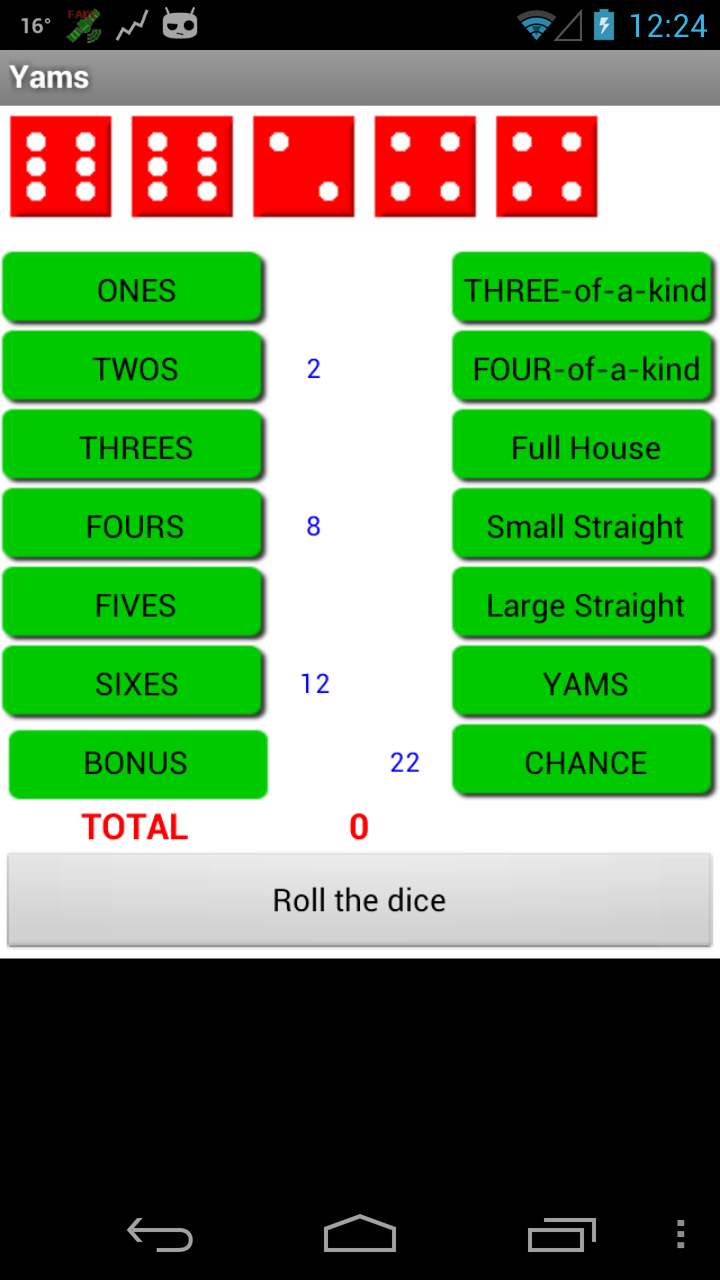 16°
FAKE
12:24
Yams
ONES
THREE-of-a-kind
TWOS
2
FOUR-of-a-kind
THREES
Full House
FOURS
8
Small Straight
FIVES
Large Straight
SIXES
12
YAMS
BONUS
22
CHANCE
TOTAL
0
Roll the dice